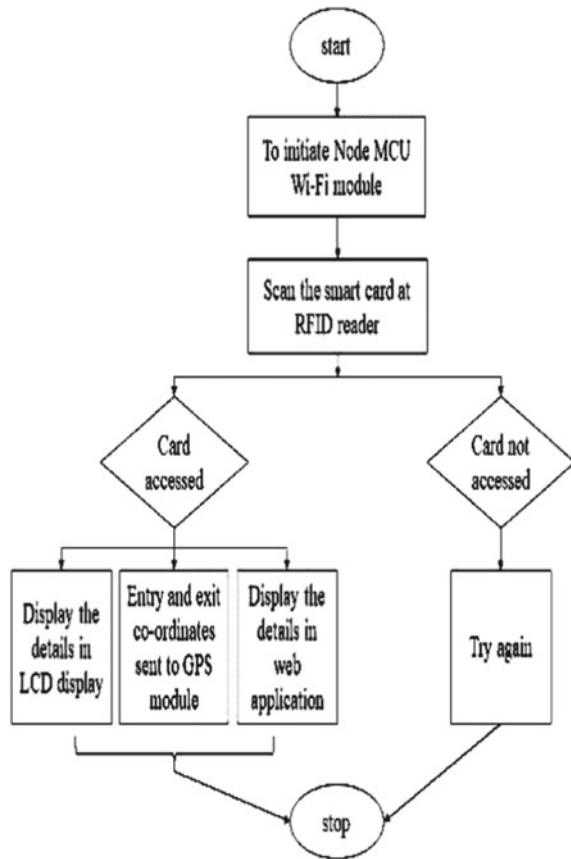 start
To initiate Node MCU
Wi-Fi module
Scan the smart card at
RFID reader
Card
accessed
Card not
accessed
Display the
details in
LCD display
Entry and exit
co-ordinates
sent to GPS
module
Display the
details in
web
application
Try again
stop